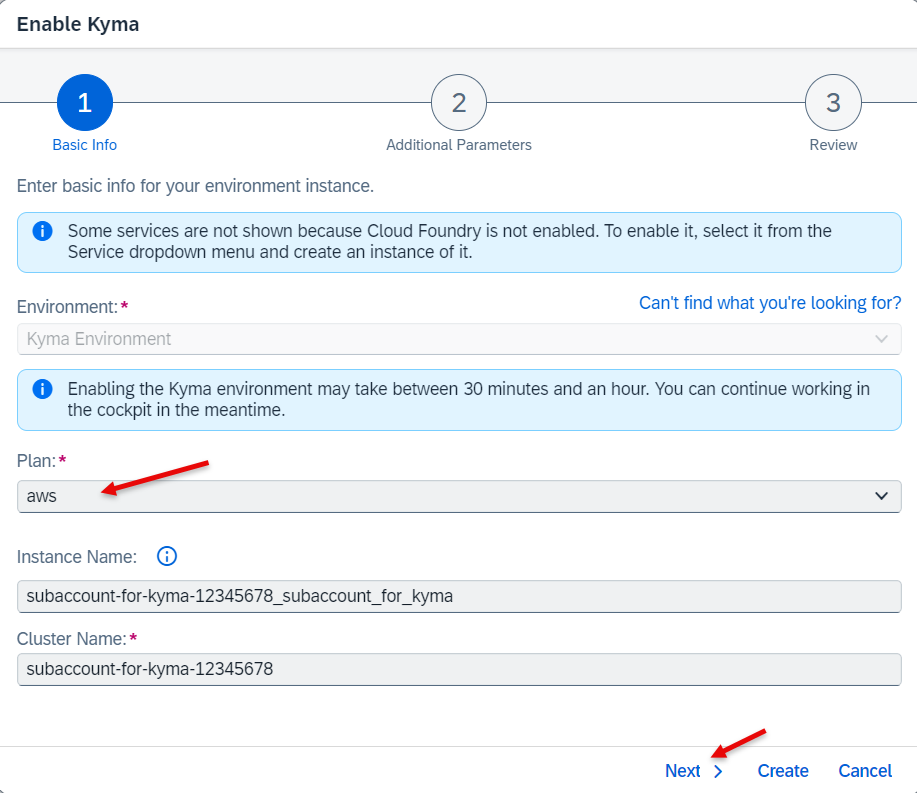 Enable Kyma
1
2
3
Basic Info
Additional Parameters
Review
Enter basic info for your environment instance.
Some services are not shown because Cloud Foundry is not enabled. To enable it, select it from the
Service dropdown menu and create an instance of it.
Environment:*
Can't find what you're looking for?
Kyma Environment
Enabling the Kyma environment may take between 30 minutes and an hour. You can continue working in
the cockpit in the meantime.
Plan:*
aws
Instance Name:
subaccount-for-kyma-12345678_subaccount_for_kyma
Cluster Name:*
subaccount-for-kyma-12345678
Next
Create
Cancel